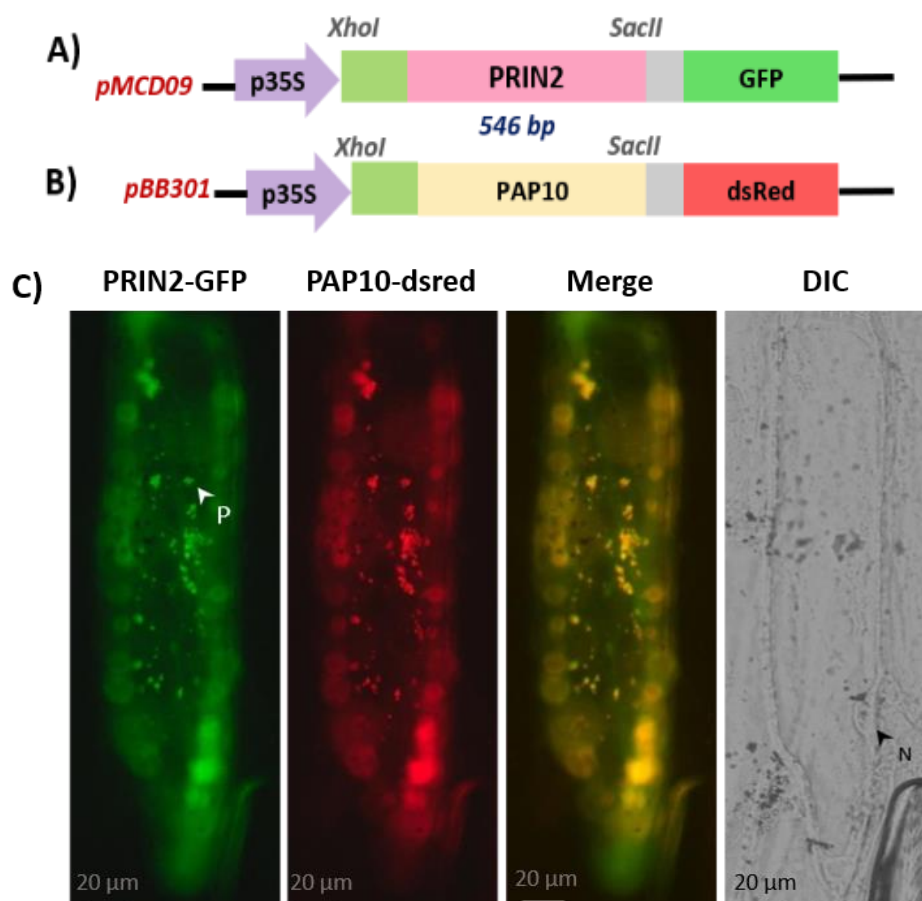 A)
XhoI
SacII
pMCD09
p35S
PRIN2
GFP
546 bp
B)
XhoI
SacII
pBB301
p35S
PAP10
dsRed
C)
PRIN2-GFP
PAP10-dsred
Merge
DIC
P
N
20 μm
20 μm
20 μm
20 μm